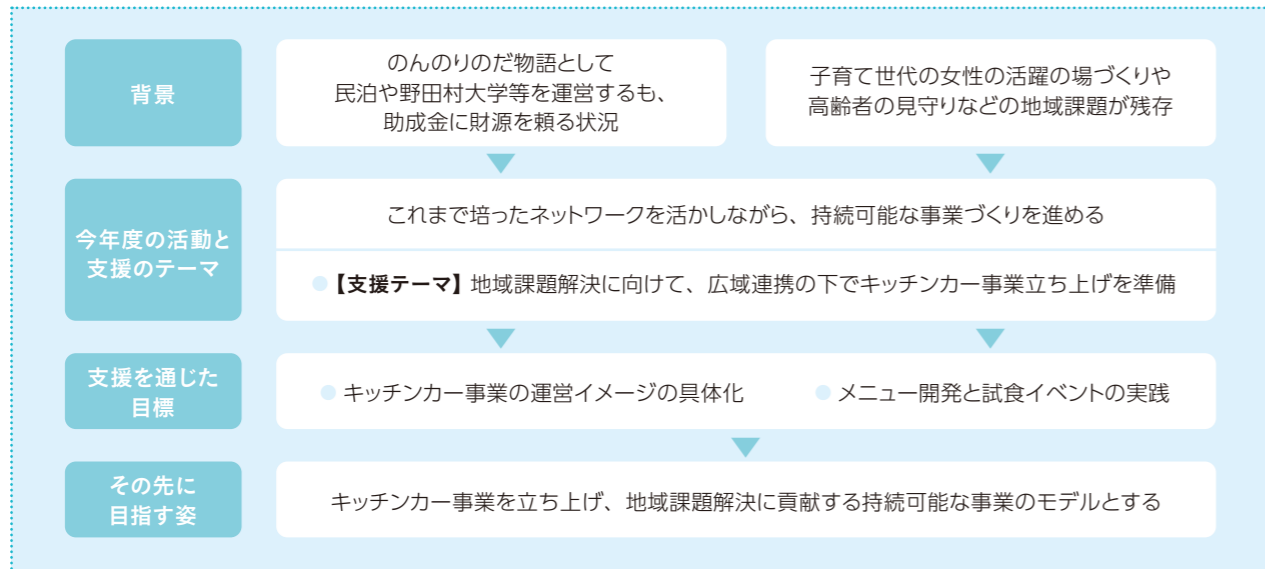 背景
のんのりのだ物語として
民泊や野田村大学等を運営するも、
助成金に財源を頼る状況
子育て世代の女性の活躍の場づくりや
高齢者の見守りなどの地域課題が残存
今年度の活動と
支援のテーマ
これまで培ったネットワークを活かしながら、持続可能な事業づくりを進める
【支援テーマ】地域課題解決に向けて、広域連携の下でキッチンカー事業立ち上げを準備
支援を通じた
目標
キッチンカー事業の運営イメージの具体化
メニュー開発と試食イベントの実践
その先に
目指す姿
キッチンカー事業を立ち上げ、地域課題解決に貢献する持続可能な事業のモデルとする